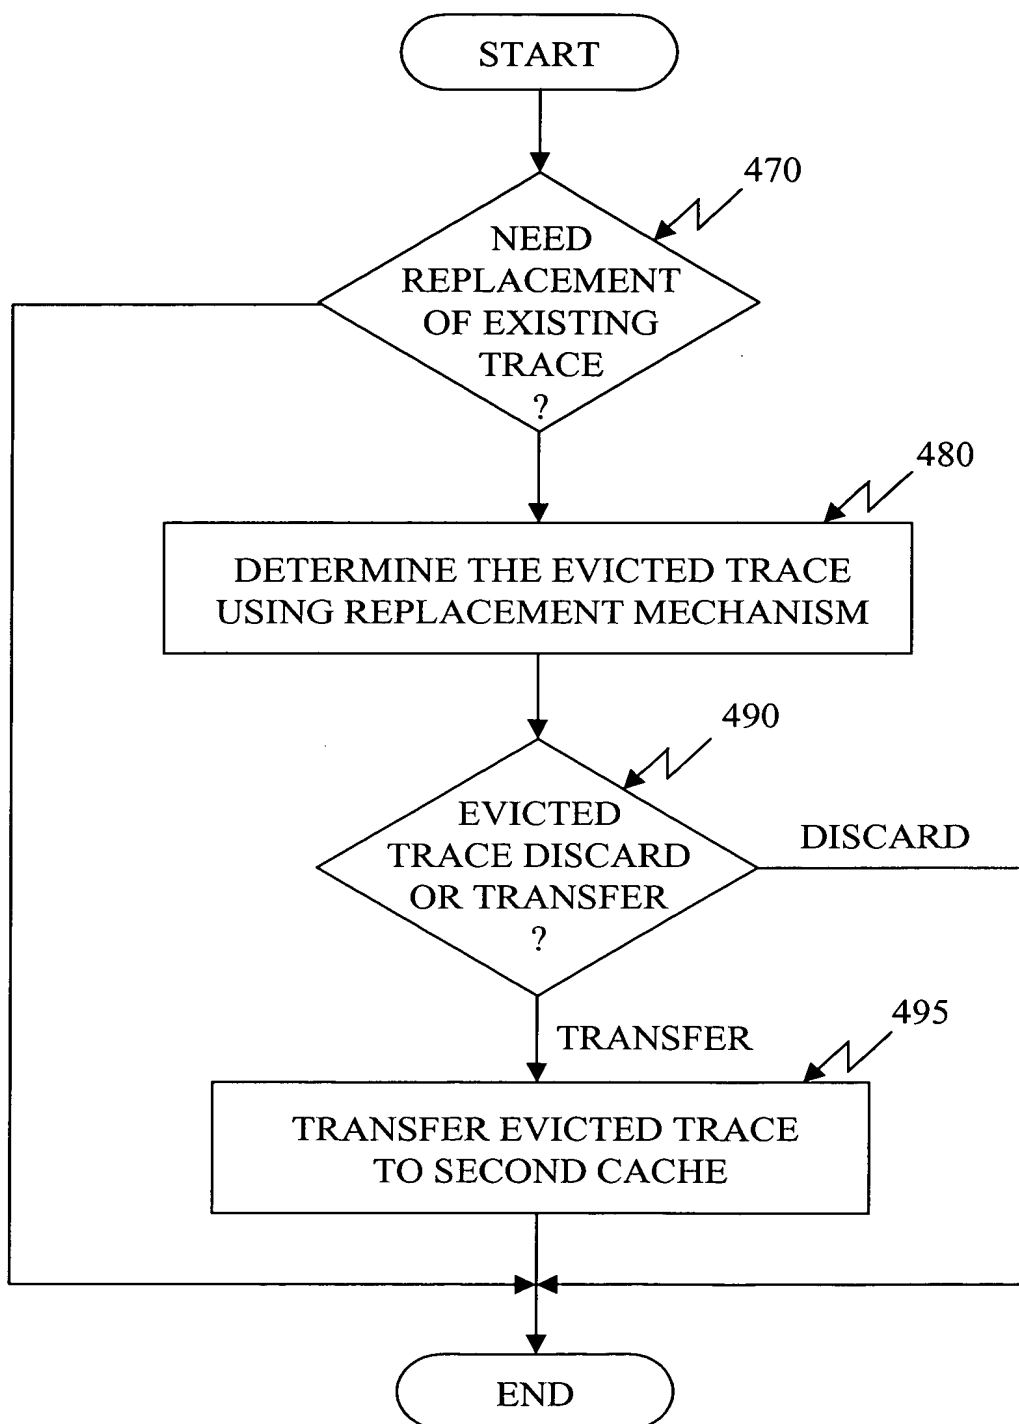 START
470
NEED
REPLACEMENT
OF EXISTING
TRACE
?
480
DETERMINE THE EVICTED TRACE
USING REPLACEMENT MECHANISM
490
EVICTED
TRACE DISCARD
OR TRANSFER
?
DISCARD
TRANSFER
495
TRANSFER EVICTED TRACE
TO SECOND CACHE
END